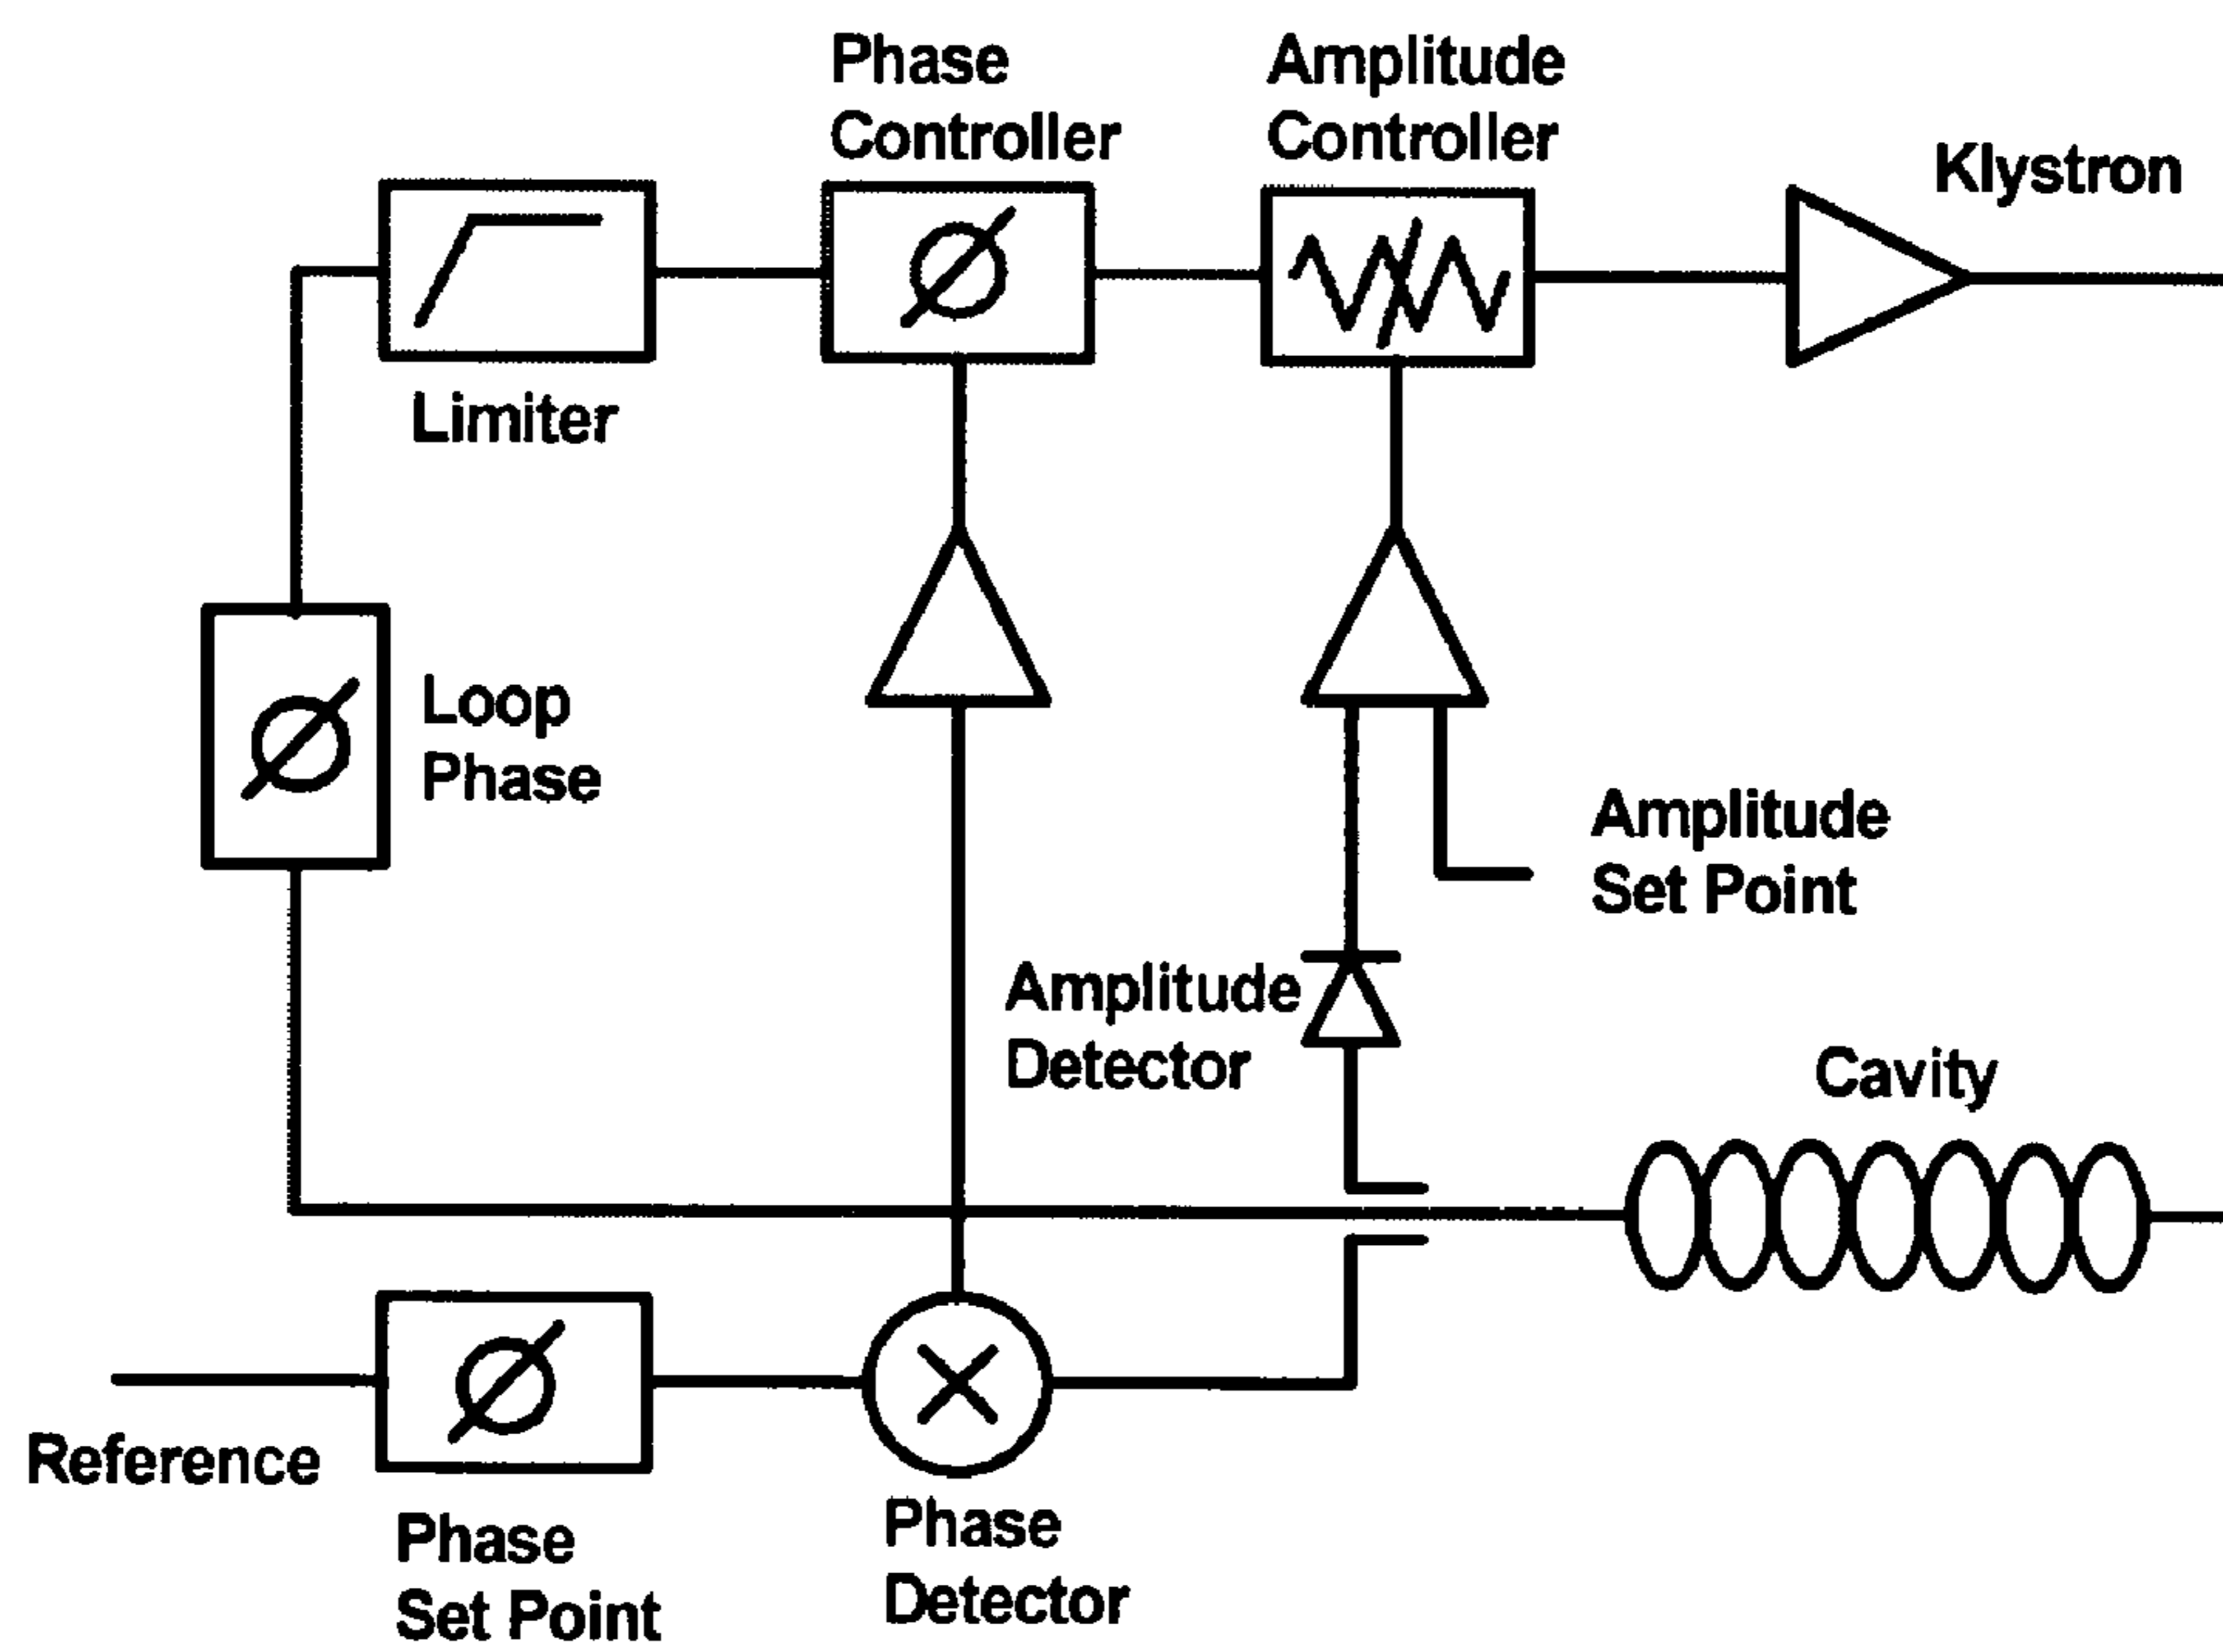 Phase
Controller
Amplitude
Controller
Klystron
Limiter
Loop
Phase
Amplitude
Set Point
Amplitude
Detector
Cavity
Reference
Phase
Set Point
Phase
Detector